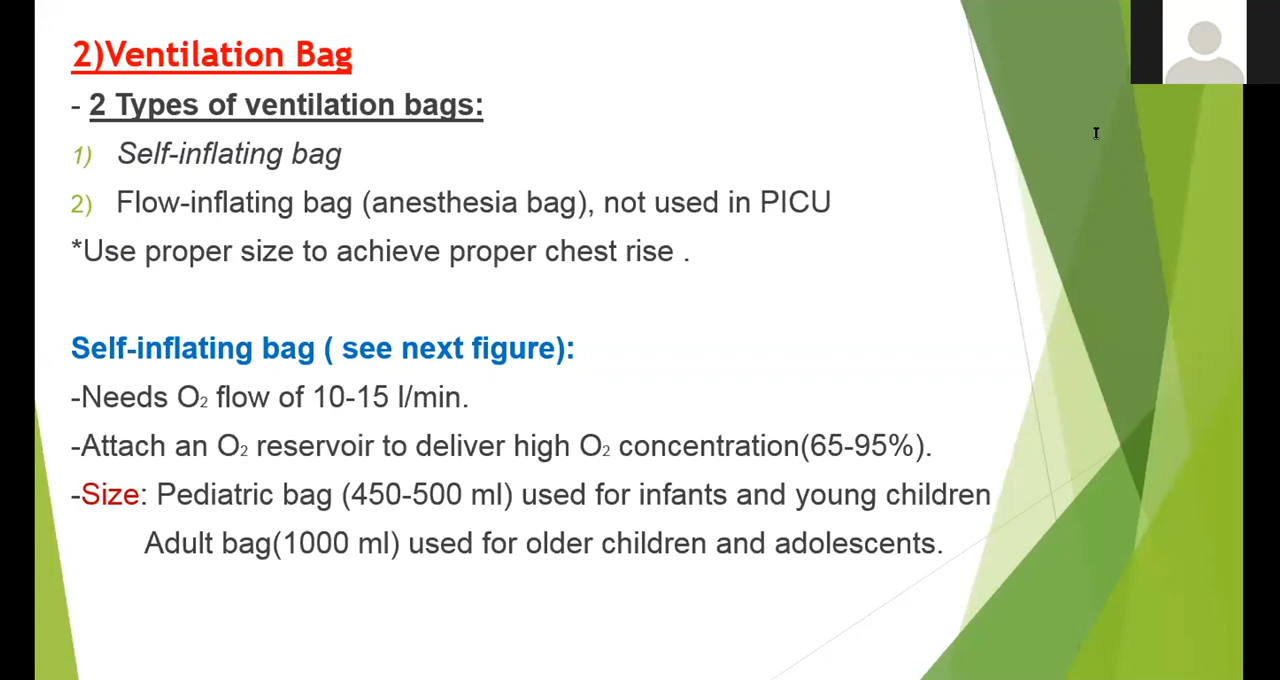 2)Ventilation Bag
- 2 Types of ventilation bags:
1) Self-inflating bag
2) Flow-inflating bag (anesthesia bag), not used in PICU
*Use proper size to achieve proper chest rise .
Self-inflating bag ( see next figure):
-Needs O₂ flow of 10-15 l/min.
-Attach an O₂ reservoir to deliver high O₂ concentration(65-95%).
-Size: Pediatric bag (450-500 ml) used for infants and young children
Adult bag(1000 ml) used for older children and adolescents.